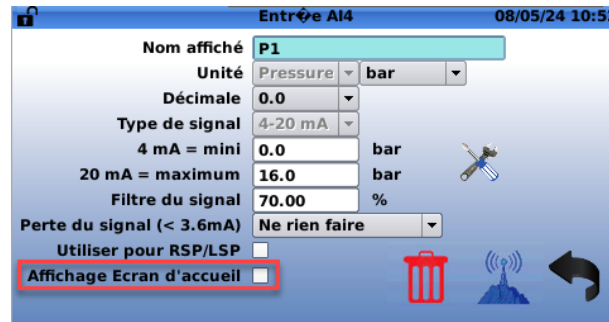 Entr�e AI4 08/05/24 10:52
Nom affiché P1
Unité Pressure bar
Décimale 0.0
Type de signal 4-20 mA
4 mA = mini 0.0 bar
20 mA = maximum 16.0 bar
Filtre du signal 70.00 %
Perte du signal (< 3.6mA) Ne rien faire
Utiliser pour RSP/LSP
Affichage Ecran d'accueil